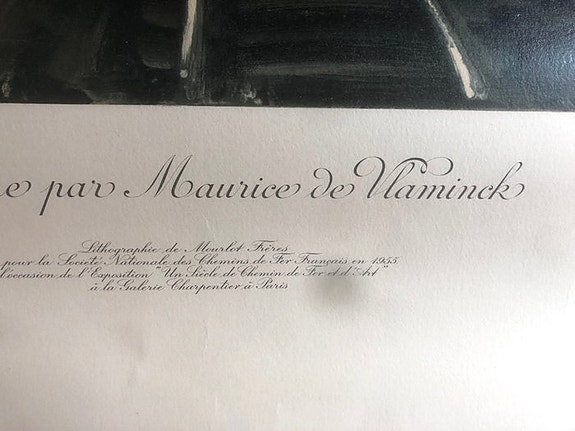 e par Maurice de Vlaminck
Lithographie de Mourlot Frères
pour la Société Nationale des Chemins de Fer Français en 1955
l'occasion de l'Exposition "Un Siècle de Chemin de Fer et d'Art"
à la Galerie Charpentier à Paris